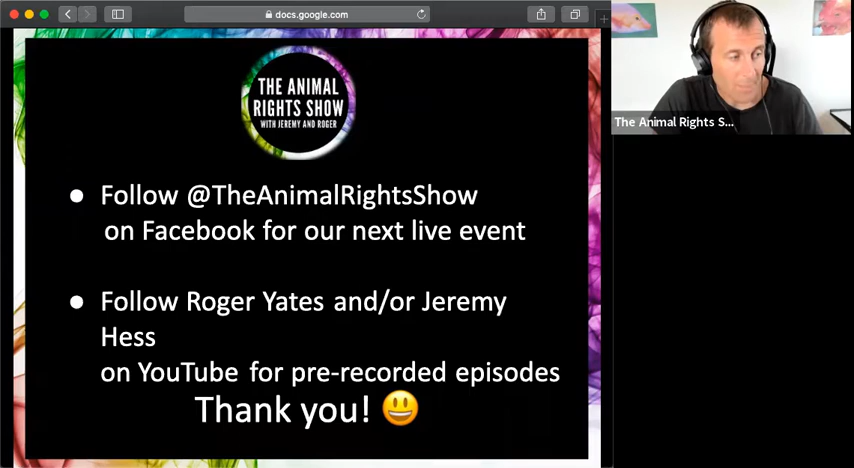 docs.google.com
THE ANIMAL
RIGHTS SHOW
WITH JEREMY AND ROGER
The Animal Rights S...
● Follow @TheAnimalRightsShow
on Facebook for our next live event
● Follow Roger Yates and/or Jeremy
Hess
on YouTube for pre-recorded episodes
Thank you! 😃